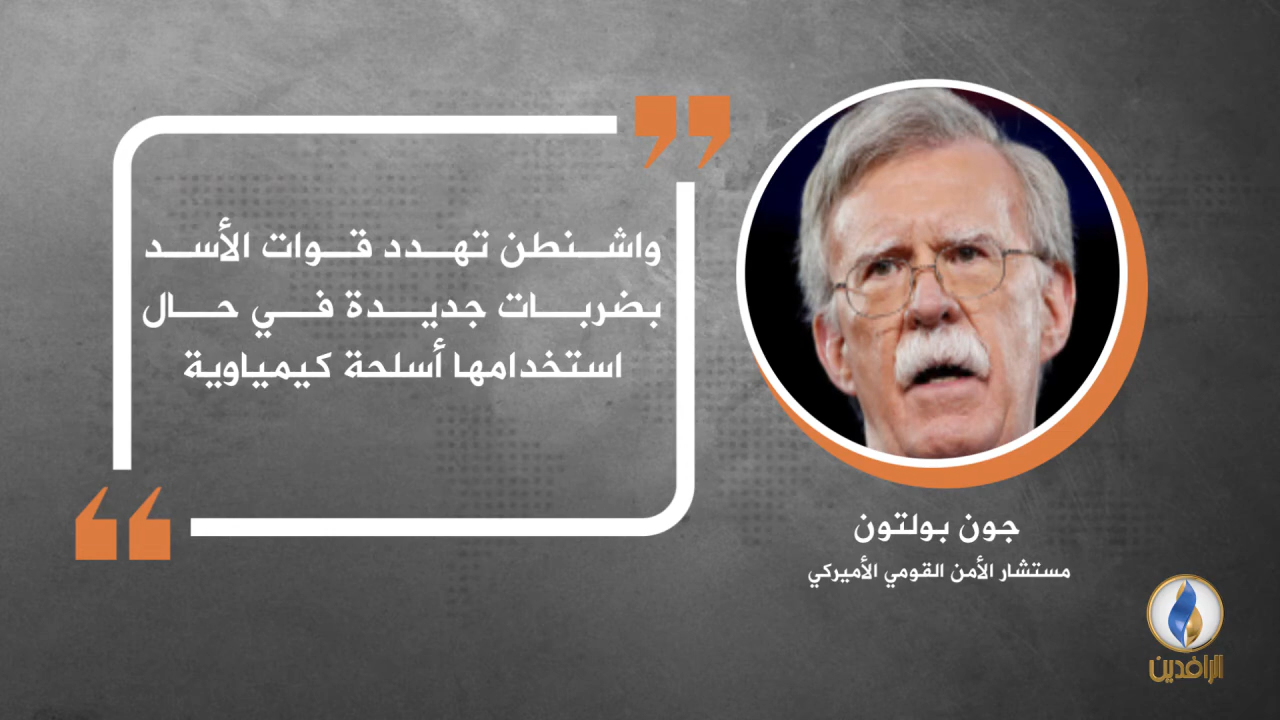 واشنطن تهدد قوات الأسد
بضربات جديدة في حال
استخدامها أسلحة كيمياوية
جون بولتون
مستشار الأمن القومي الأميركي
الرافدين